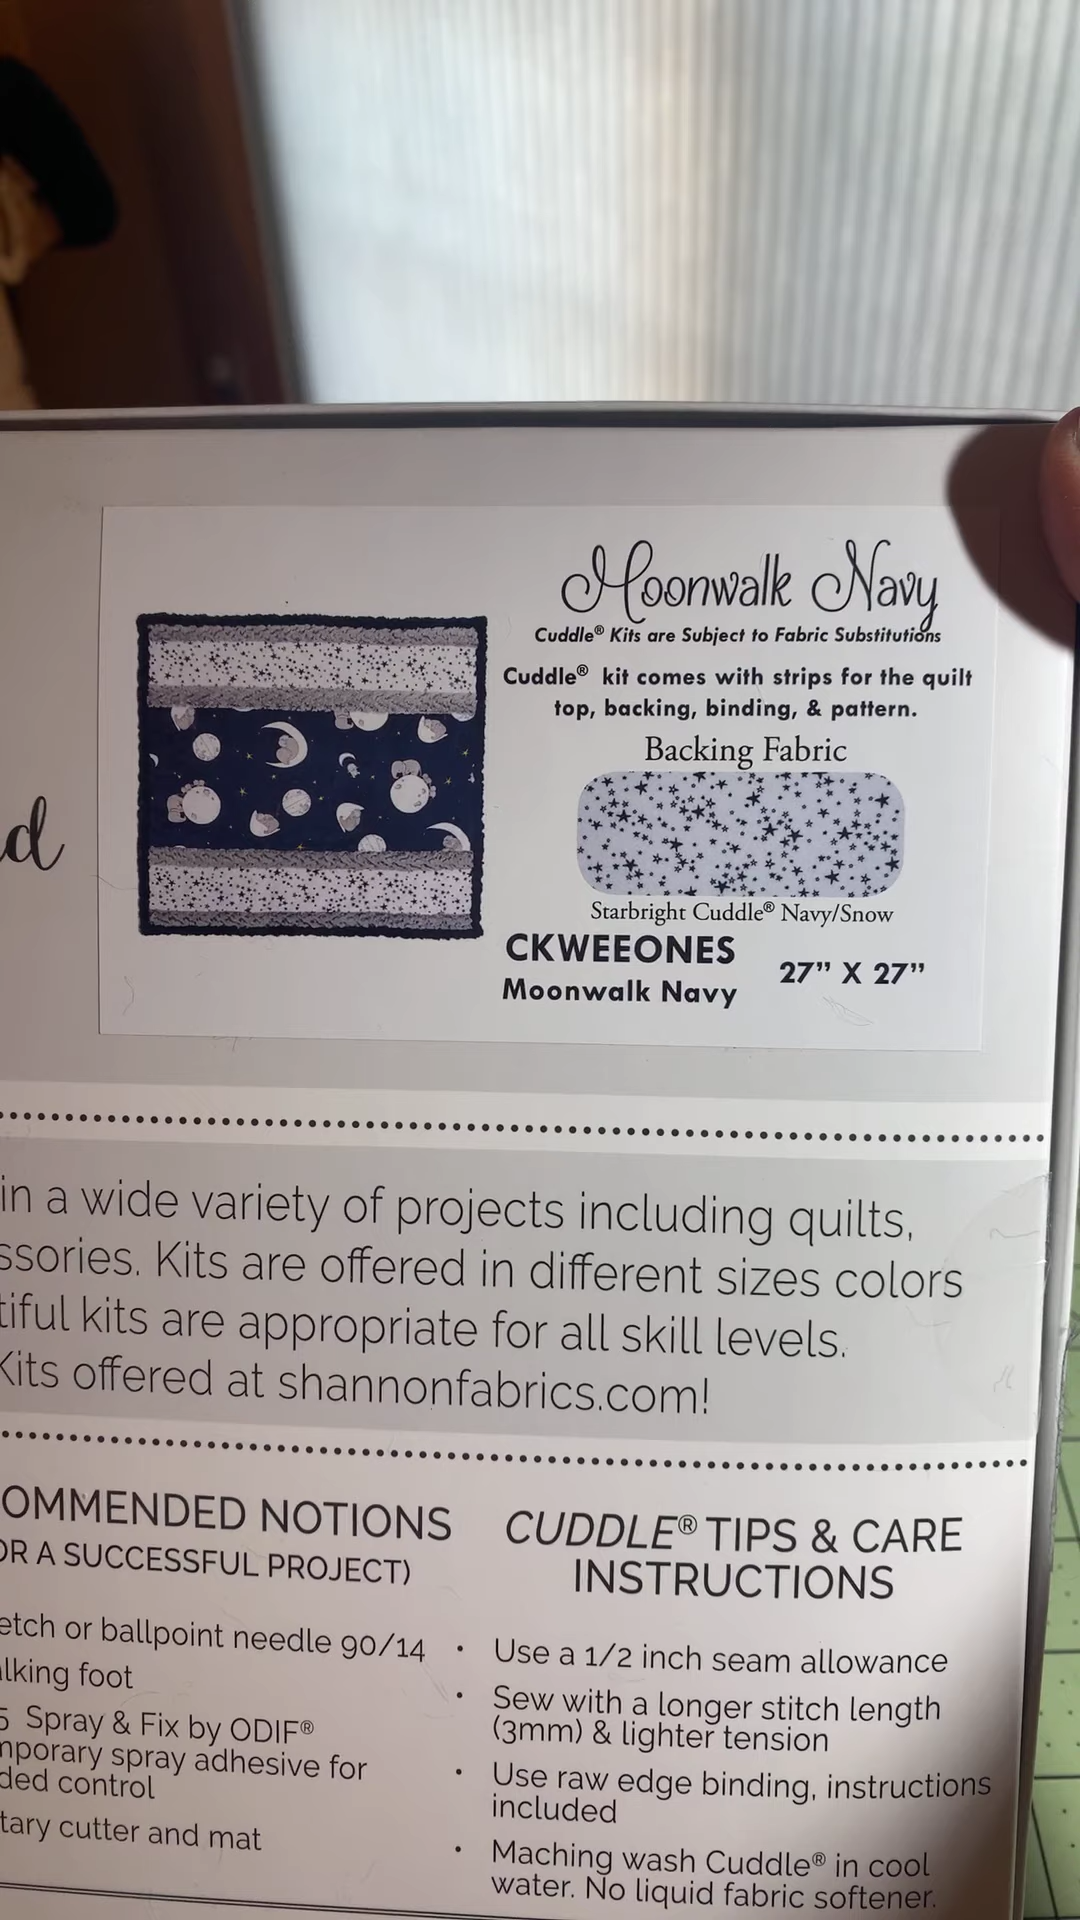 d
Moonwalk Navy
Cuddle® Kits are Subject to Fabric Substitutions
Cuddle® kit comes with strips for the quilt
top, backing, binding, & pattern.
Backing Fabric
Starbright Cuddle® Navy/Snow
CKWEEONES
Moonwalk Navy
27” X 27”
in a wide variety of projects including quilts,
ssories. Kits are offered in different sizes colors
tiful kits are appropriate for all skill levels.
Kits offered at shannonfabrics.com!
OMMENDED NOTIONS
OR A SUCCESSFUL PROJECT)
etch or ballpoint needle 90/14
lking foot
5 Spray & Fix by ODIF®
mporary spray adhesive for
ded control
tary cutter and mat
CUDDLE® TIPS & CARE
INSTRUCTIONS
• Use a 1/2 inch seam allowance
• Sew with a longer stitch length
(3mm) & lighter tension
• Use raw edge binding, instructions
included
• Maching wash Cuddle® in cool
water. No liquid fabric softener.